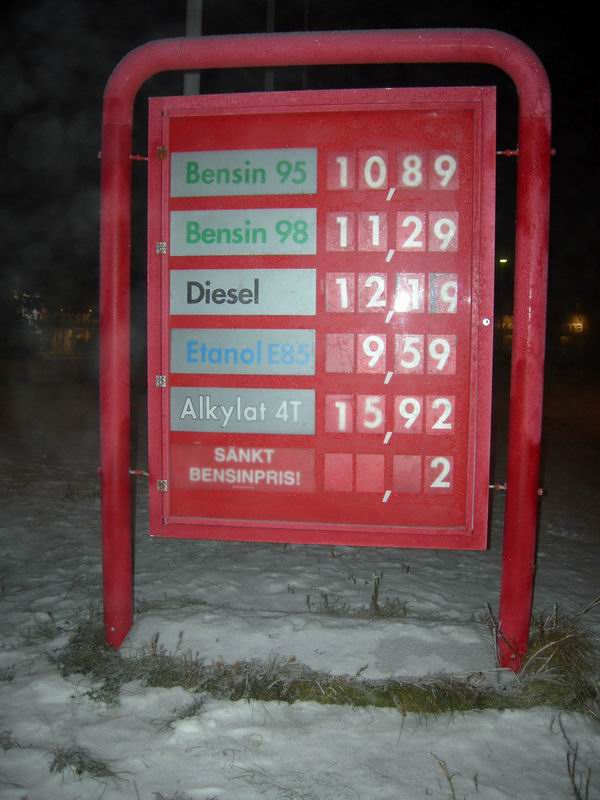 Bensin 95 10,89
Bensin 98 11,29
Diesel 12,19
Etanol E85 9,59
Alkylat 4T 15,92
SÄNKT
BENSINPRIS! , 2